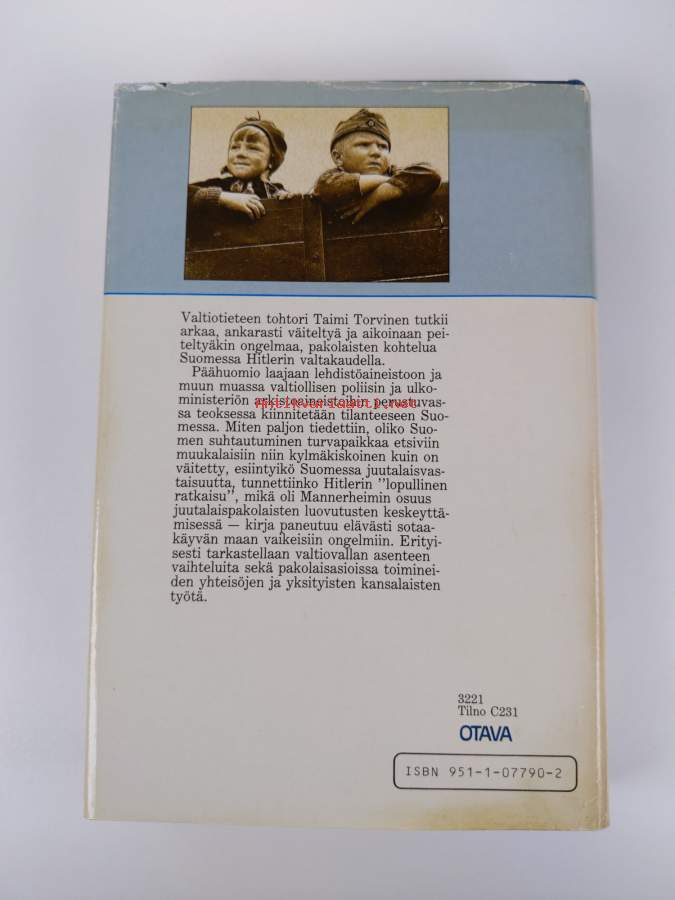 Valtiotieteen tohtori Taimi Torvinen tutkii
arkaa, ankarasti väiteltyä ja aikoinaan pei-
teltyäkin ongelmaa, pakolaisten kohtelua
Suomessa Hitlerin valtakaudella.
Päähuomio laajaan lehdistöaineistoon ja
muun muassa valtiollisen poliisin ja ulko-
ministeriön arkistoaineistoihin perustuvas-
sa teoksessa kiinnitetään tilanteeseen Suo-
messa. Miten paljon tiedettiin, oliko Suo-
men suhtautuminen turvapaikkaa etsiviin
muukalaisiin niin kylmäkiskoinen kuin on
väitetty, esiintyikö Suomessa juutalaisvas-
taisuutta, tunnettiinko Hitlerin ”lopullinen
ratkaisu”, mikä oli Mannerheimin osuus
juutalaispakolaisten luovutusten keskeyttä-
misessä — kirja paneutuu elävästi sotaa-
käyvän maan vaikeisiin ongelmiin. Erityi-
sesti tarkastellaan valtiovallan asenteen
vaihteluita sekä pakolaisasioissa toiminei-
den yhteisöjen ja yksityisten kansalaisten
työtä.
Antikvariaatti.net
3221
Tilno C231
OTAVA
ISBN 951-1-07790-2